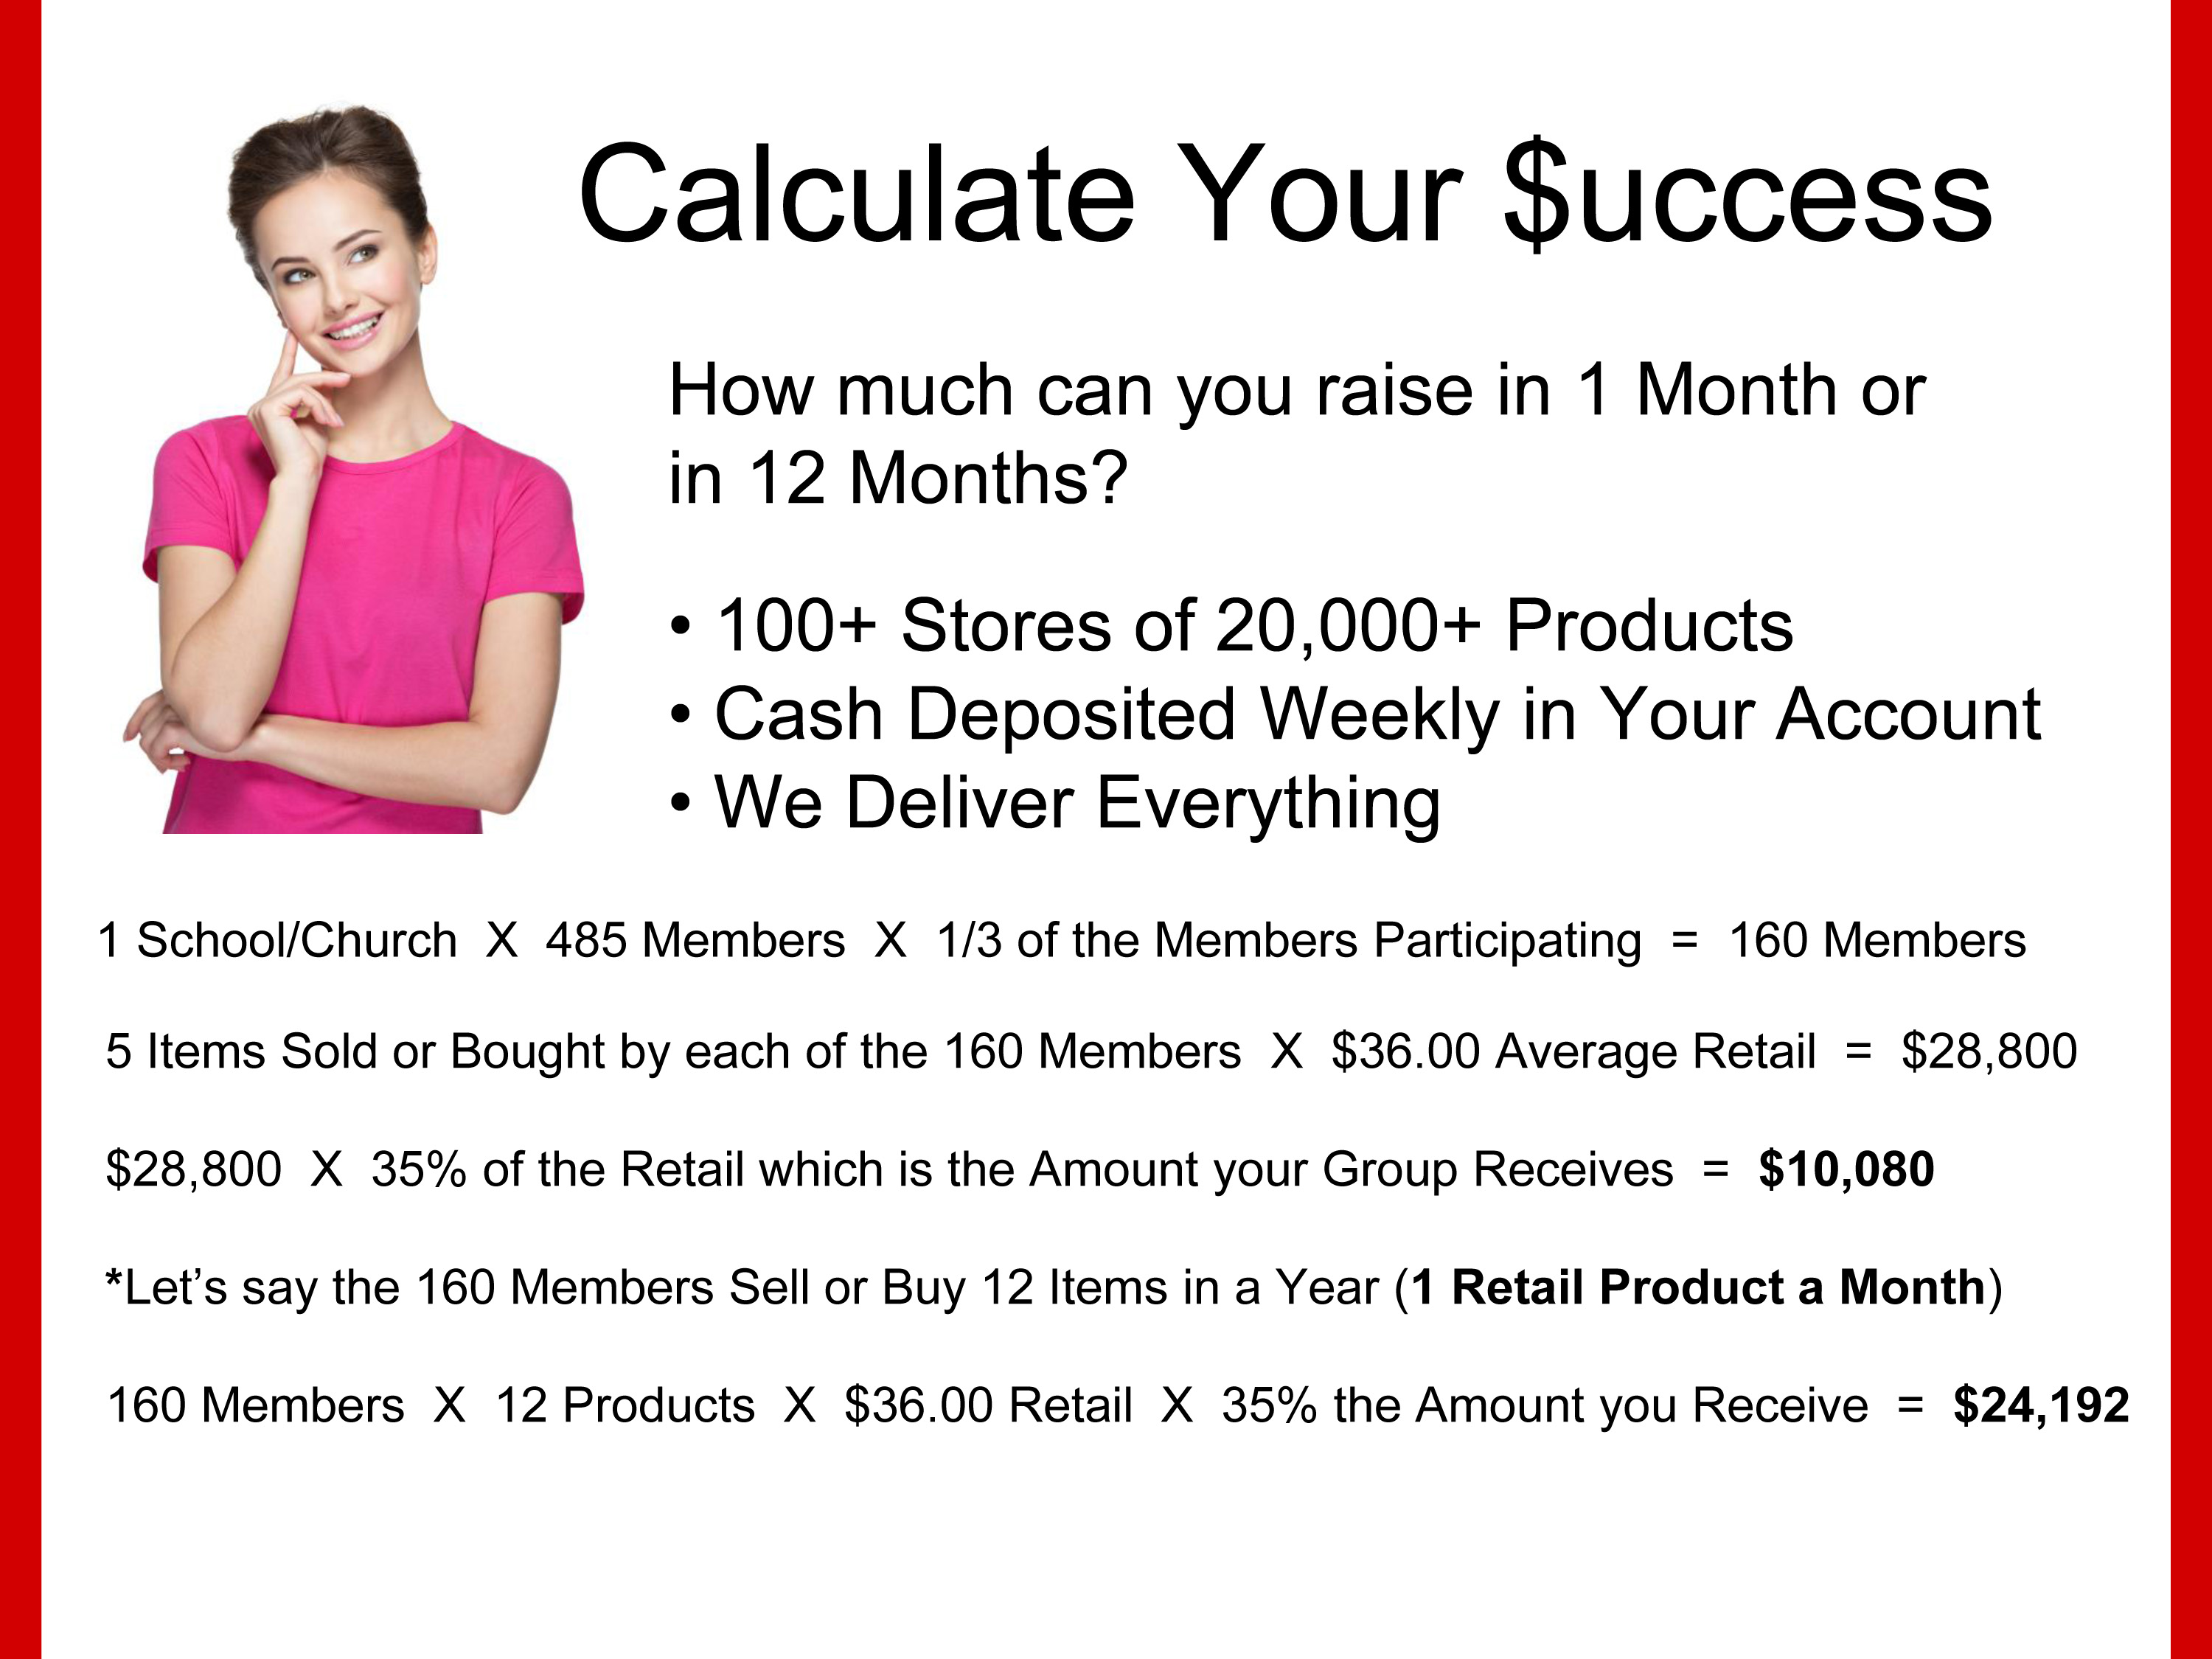 Calculate Your $uccess
How much can you raise in 1 Month or
in 12 Months?
• 100+ Stores of 20,000+ Products
• Cash Deposited Weekly in Your Account
• We Deliver Everything
1 School/Church X 485 Members X 1/3 of the Members Participating = 160 Members
5 Items Sold or Bought by each of the 160 Members X $36.00 Average Retail = $28,800
$28,800 X 35% of the Retail which is the Amount your Group Receives = $10,080
*Let’s say the 160 Members Sell or Buy 12 Items in a Year (1 Retail Product a Month)
160 Members X 12 Products X $36.00 Retail X 35% the Amount you Receive = $24,192